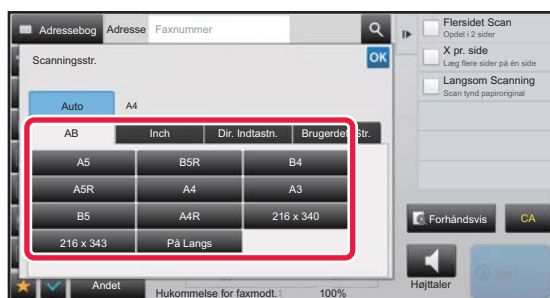 Adressebog Adresse Faxnummer
Scanningsstr. OK
Auto A4
AB Inch Dir. Indtastn. Brugerdef. Str.
A5 B5R B4
A5R A4 A3
B5 A4R 216 x 340
216 x 343 På Langs
Andet Hukommelse for faxmodt.: 100%
Flersidet Scan
Opdel i 2 sider
X pr. side
Læg flere sider på én side
Langsom Scanning
Scan tynd papiroriginal
Forhåndsvis CA
Højttaler Start